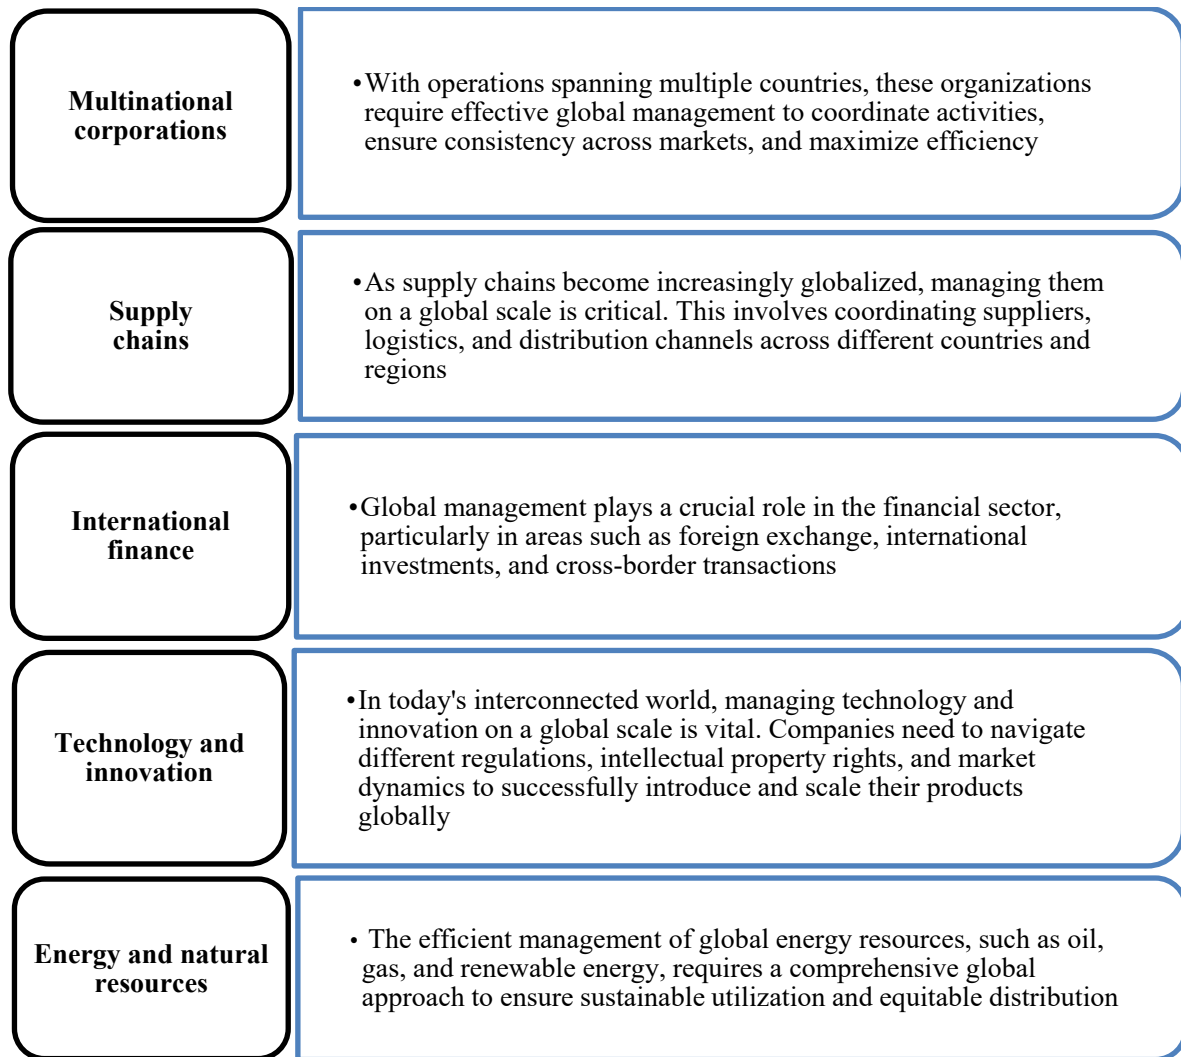 Multinational
corporations
•With operations spanning multiple countries, these organizations
require effective global management to coordinate activities,
ensure consistency across markets, and maximize efficiency
Supply
chains
•As supply chains become increasingly globalized, managing them
on a global scale is critical. This involves coordinating suppliers,
logistics, and distribution channels across different countries and
regions
International
finance
•Global management plays a crucial role in the financial sector,
particularly in areas such as foreign exchange, international
investments, and cross-border transactions
Technology and
innovation
•In today's interconnected world, managing technology and
innovation on a global scale is vital. Companies need to navigate
different regulations, intellectual property rights, and market
dynamics to successfully introduce and scale their products
globally
Energy and natural
resources
• The efficient management of global energy resources, such as oil,
gas, and renewable energy, requires a comprehensive global
approach to ensure sustainable utilization and equitable distribution